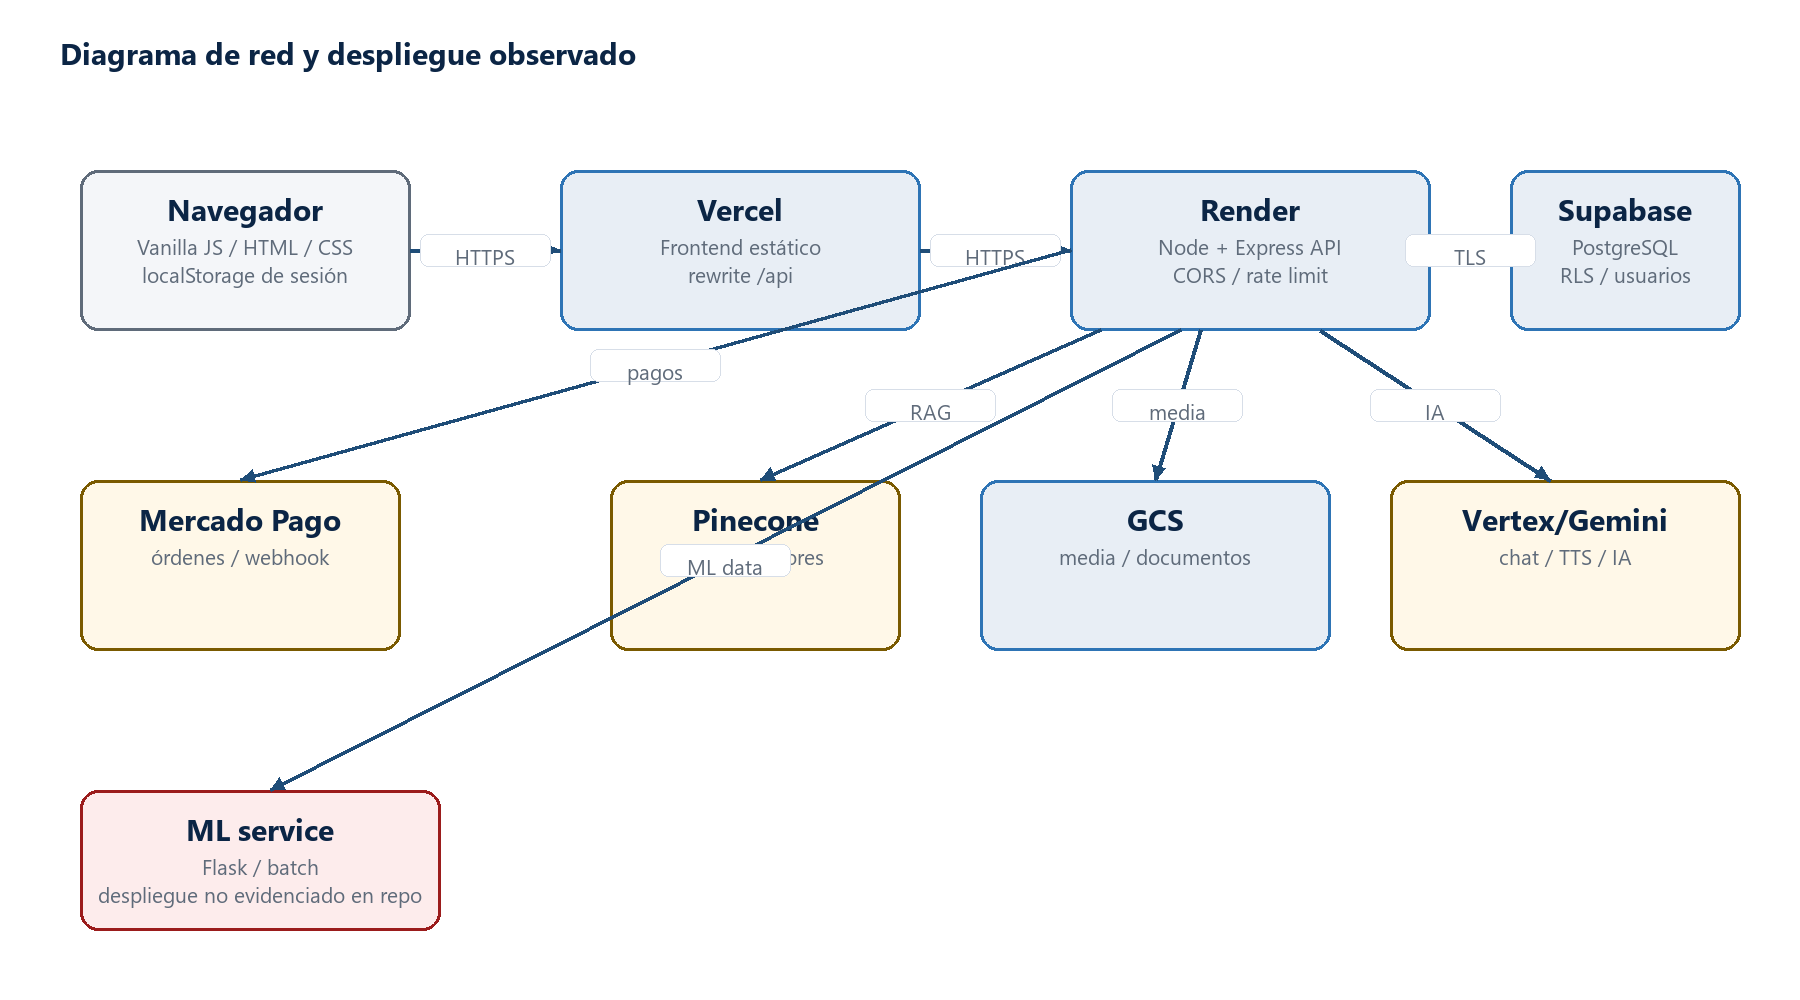 Diagrama de red y despliegue observado
Navegador
Vanilla JS / HTML / CSS
localStorage de sesión
HTTPS
Vercel
Frontend estático
rewrite /api
HTTPS
Render
Node + Express API
CORS / rate limit
TLS
Supabase
PostgreSQL
RLS / usuarios
pagos
RAG
media
IA
Mercado Pago
órdenes / webhook
Pinecone
ML data
GCS
media / documentos
Vertex/Gemini
chat / TTS / IA
ML service
Flask / batch
despliegue no evidenciado en repo